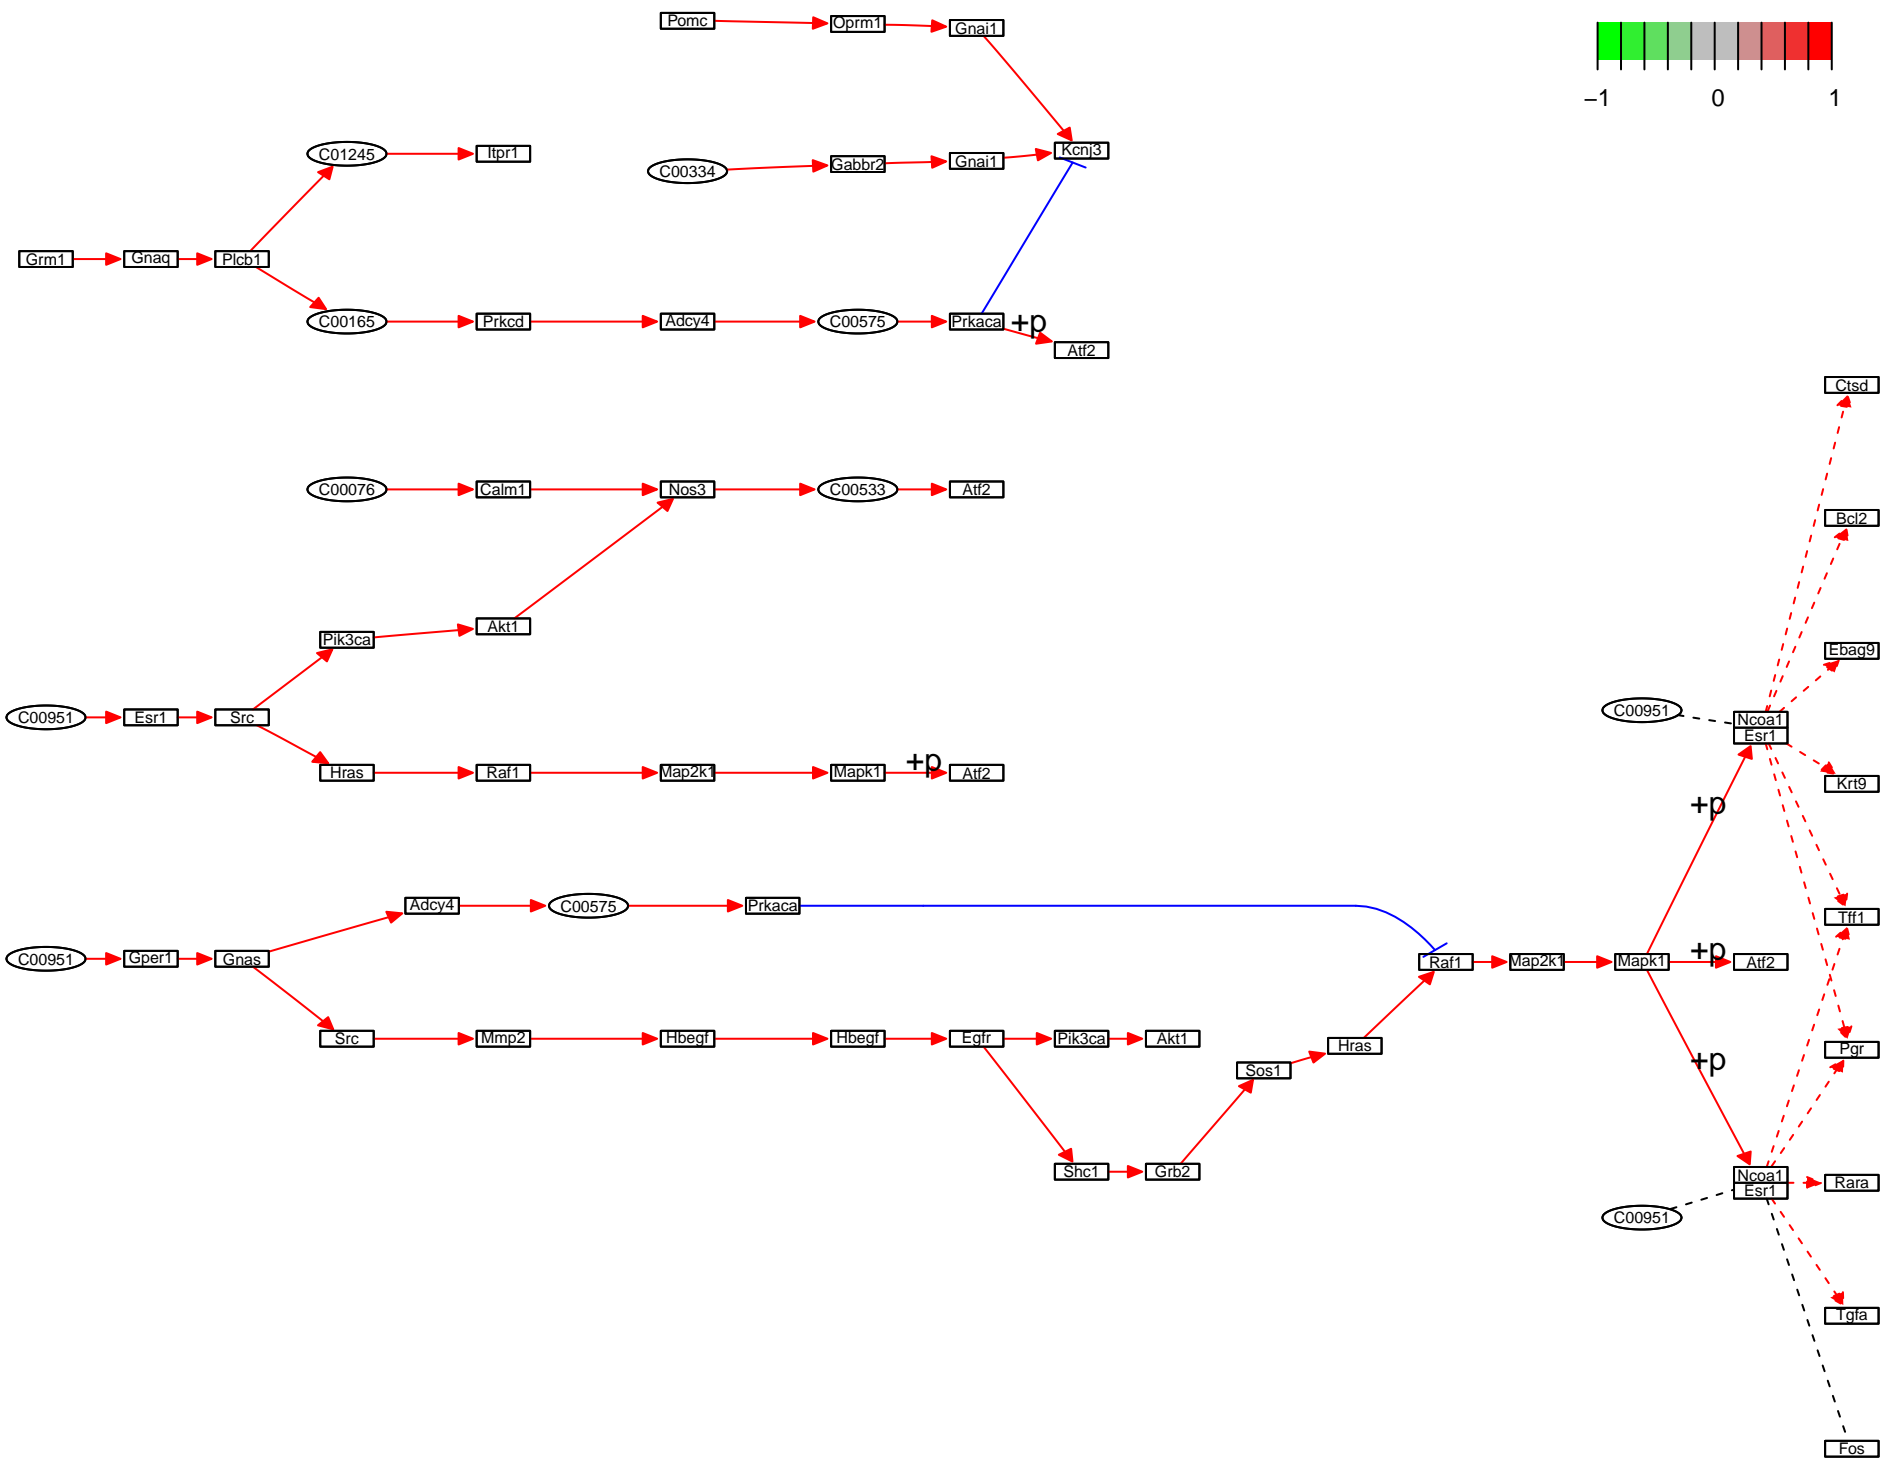 Pomc
Oprm1
Gnai1
−1
0
1
C01245
Itpr1
C00334
Gabbr2
Gnai1
Kcnj3
Grm1
Gnaq
Plcb1
C00165
Prkcd
Adcy4
C00575
Prkaca
+p
Atf2
Ctsd
C00076
Calm1
Nos3
C00533
Atf2
Bcl2
Pik3ca
Akt1
Ebag9
C00951
Esr1
Src
C00951
Ncoa1
Esr1
Hras
Raf1
Map2k1
Mapk1
+p
Atf2
Krt9
+p
Adcy4
C00575
Prkaca
Tff1
C00951
Gper1
Gnas
Raf1
Map2k1
Mapk1
+p
Atf2
Src
Mmp2
Hbegf
Hbegf
Egfr
Pik3ca
Akt1
Hras
Pgr
Sos1
+p
Shc1
Grb2
Ncoa1
Esr1
Rara
C00951
Tgfa
Fos